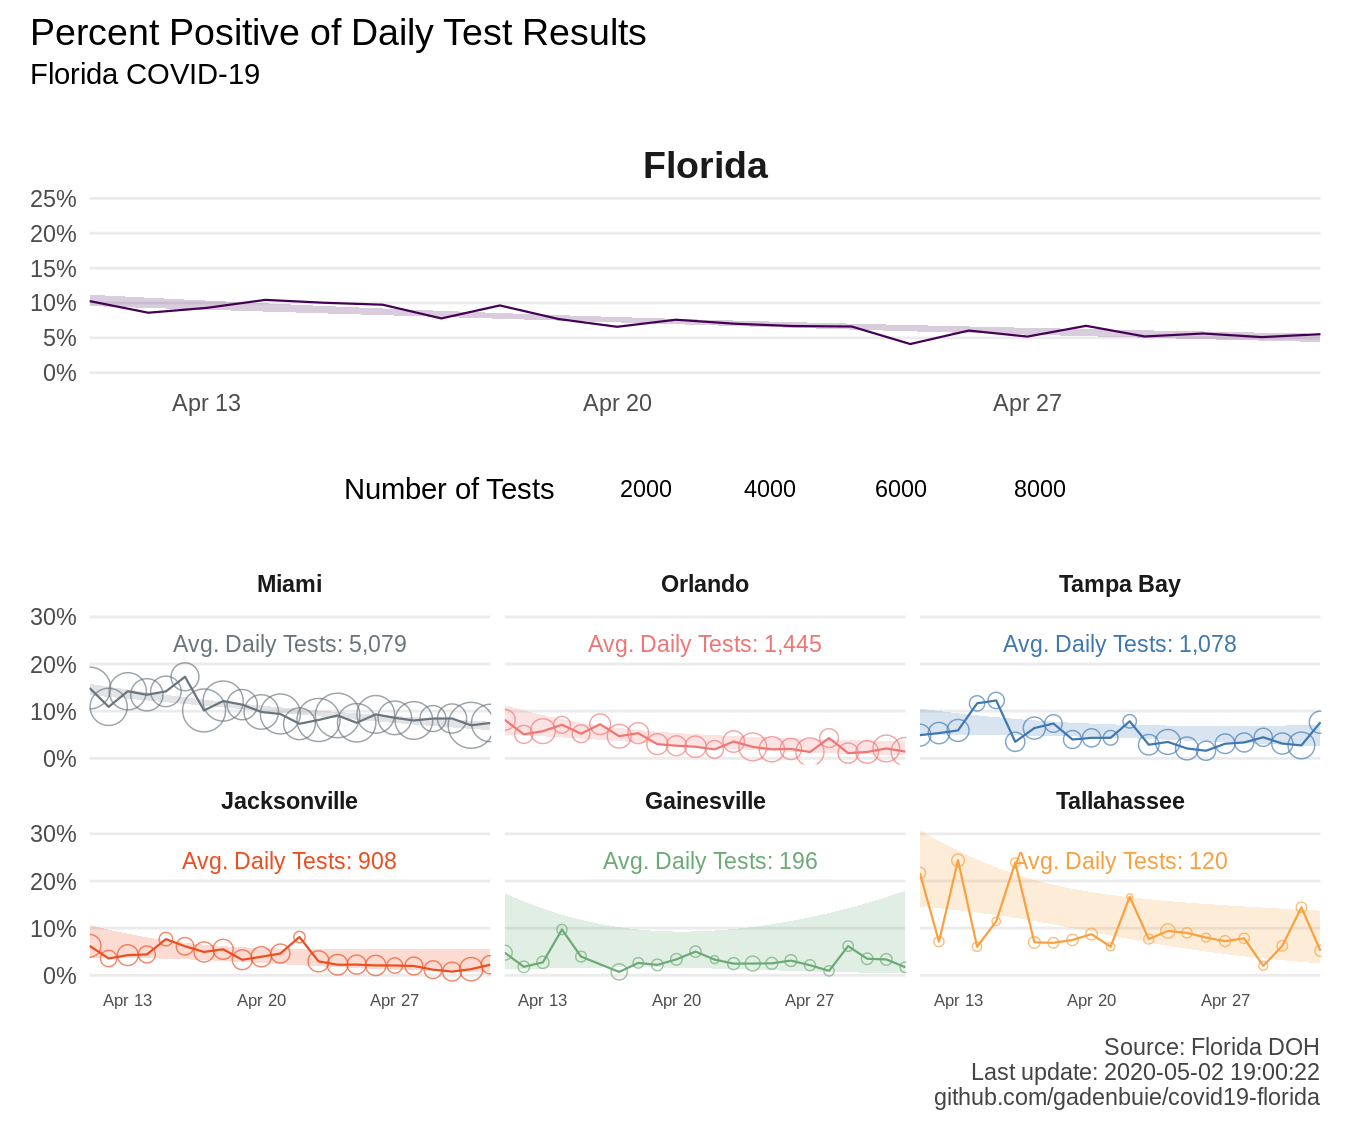 Percent Positive of Daily Test Results
Florida COVID-19
Florida
25%
20%
15%
10%
5%
0%
Apr 13 Apr 20 Apr 27
Number of Tests 2000 4000 6000 8000
Miami Orlando Tampa Bay
30%
Avg. Daily Tests: 5,079 Avg. Daily Tests: 1,445 Avg. Daily Tests: 1,078
20%
10%
0%
Jacksonville Gainesville Tallahassee
30%
Avg. Daily Tests: 908 Avg. Daily Tests: 196 Avg. Daily Tests: 120
20%
10%
0%
Apr 13 Apr 20 Apr 27 Apr 13 Apr 20 Apr 27 Apr 13 Apr 20 Apr 27
Source: Florida DOH
Last update: 2020-05-02 19:00:22
github.com/gadenbuie/covid19-florida